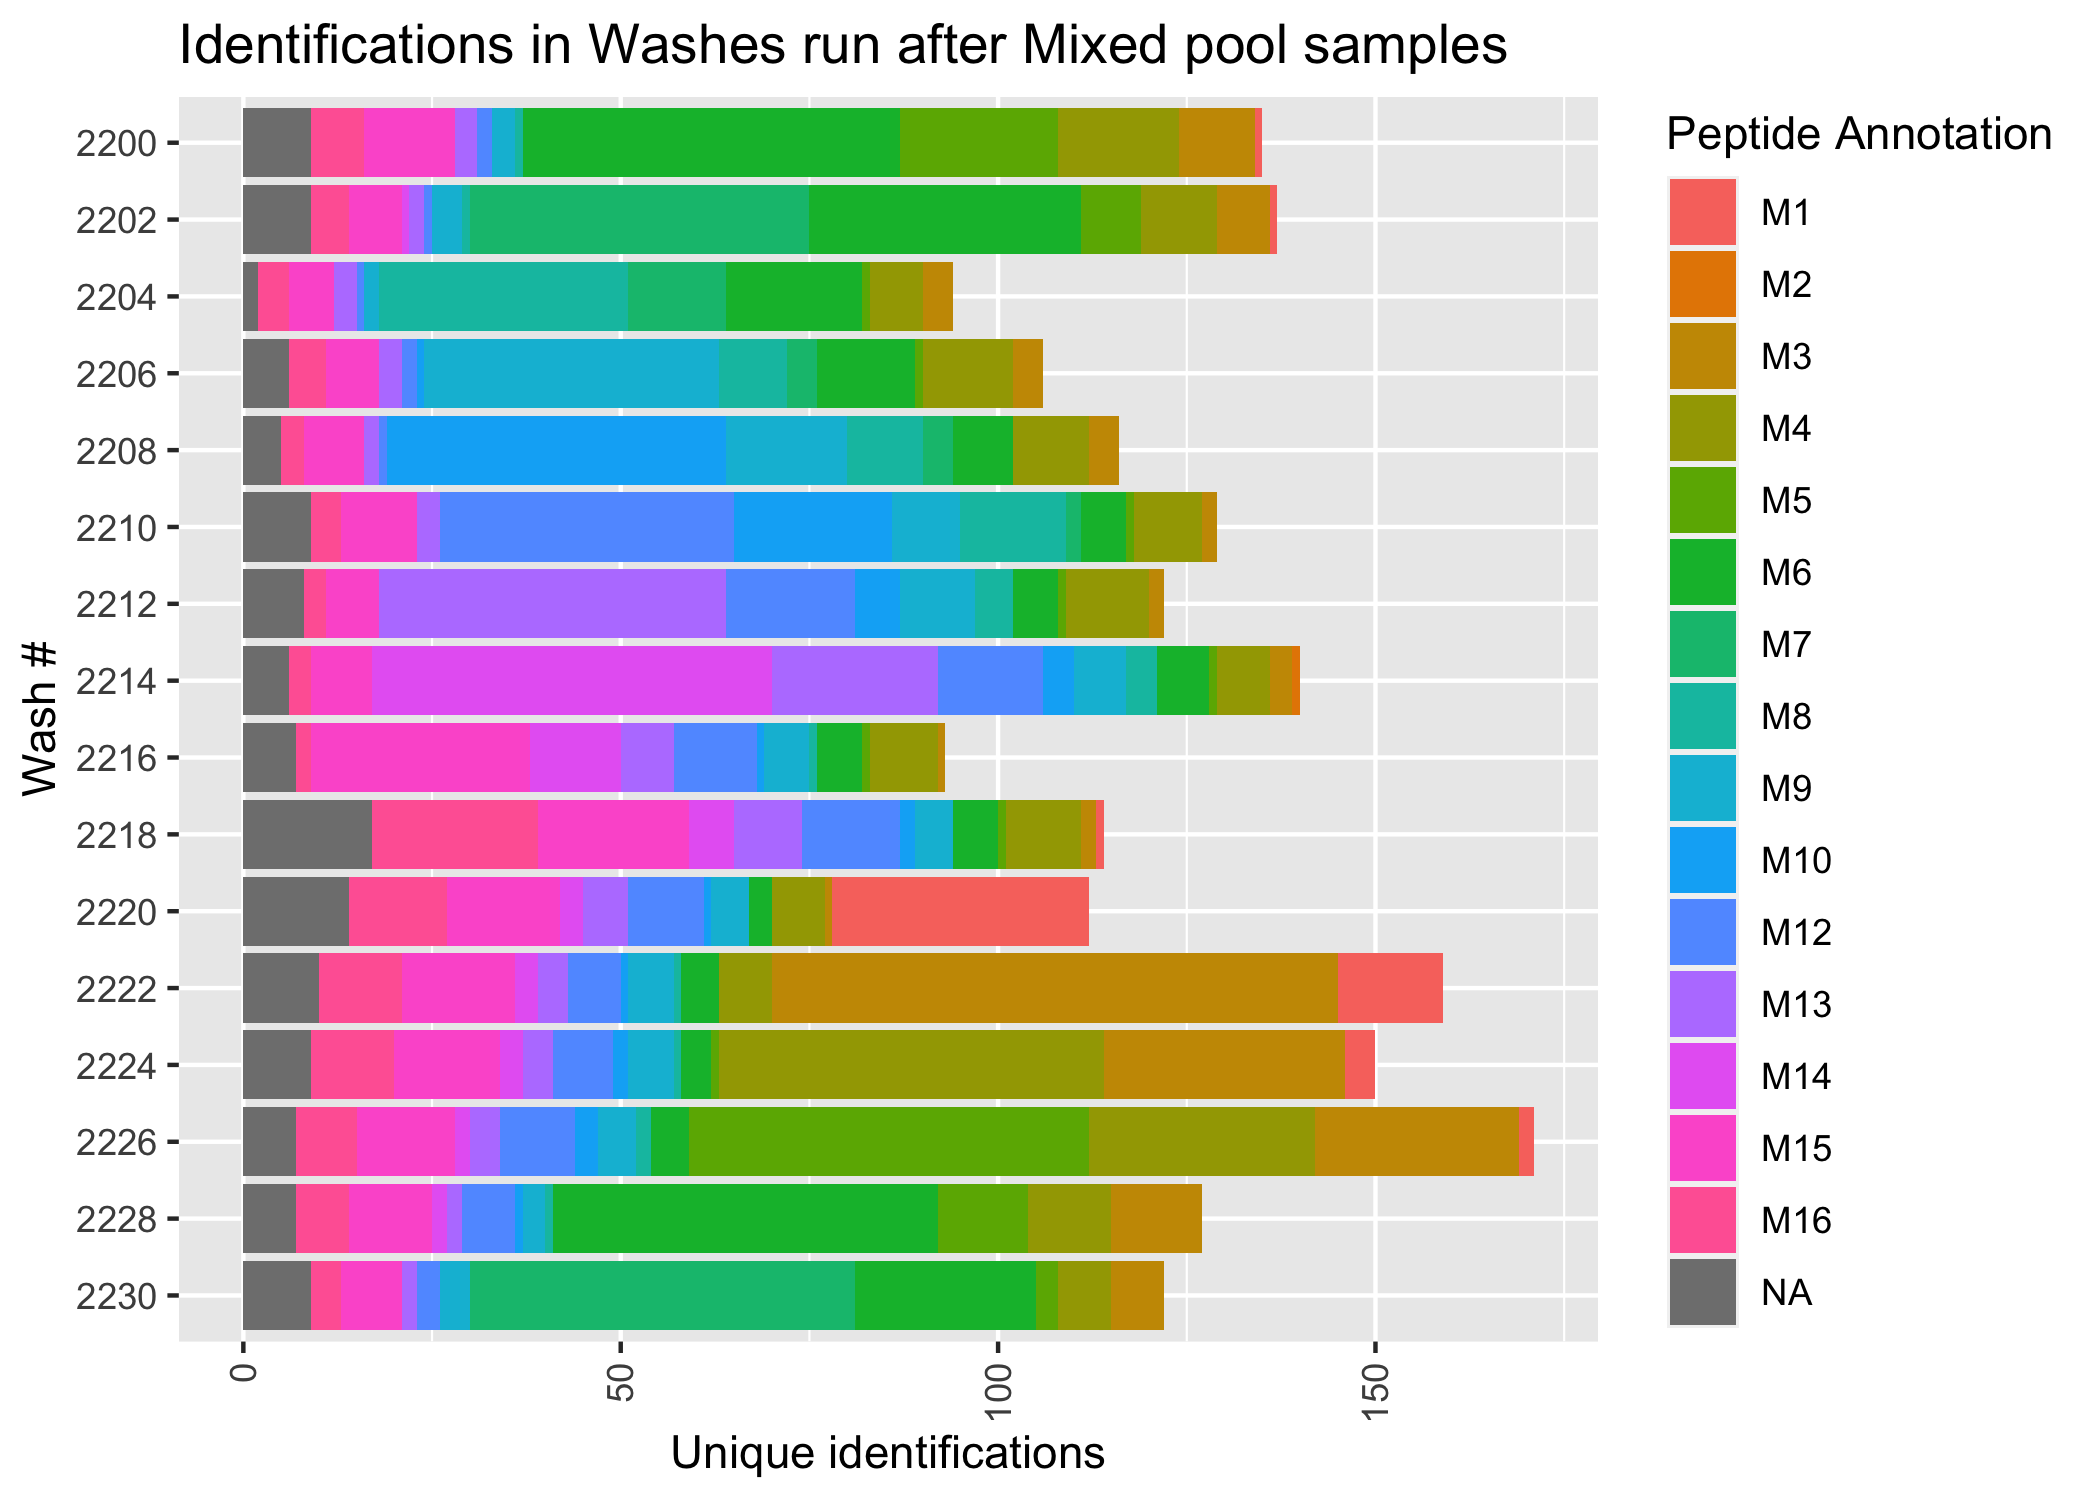 Identifications in Washes run after Mixed pool samples
Wash #
2200
2202
2204
2206
2208
2210
2212
2214
2216
2218
2220
2222
2224
2226
2228
2230
0
50
100
150
Unique identifications
Peptide Annotation
M1
M2
M3
M4
M5
M6
M7
M8
M9
M10
M12
M13
M14
M15
M16
NA